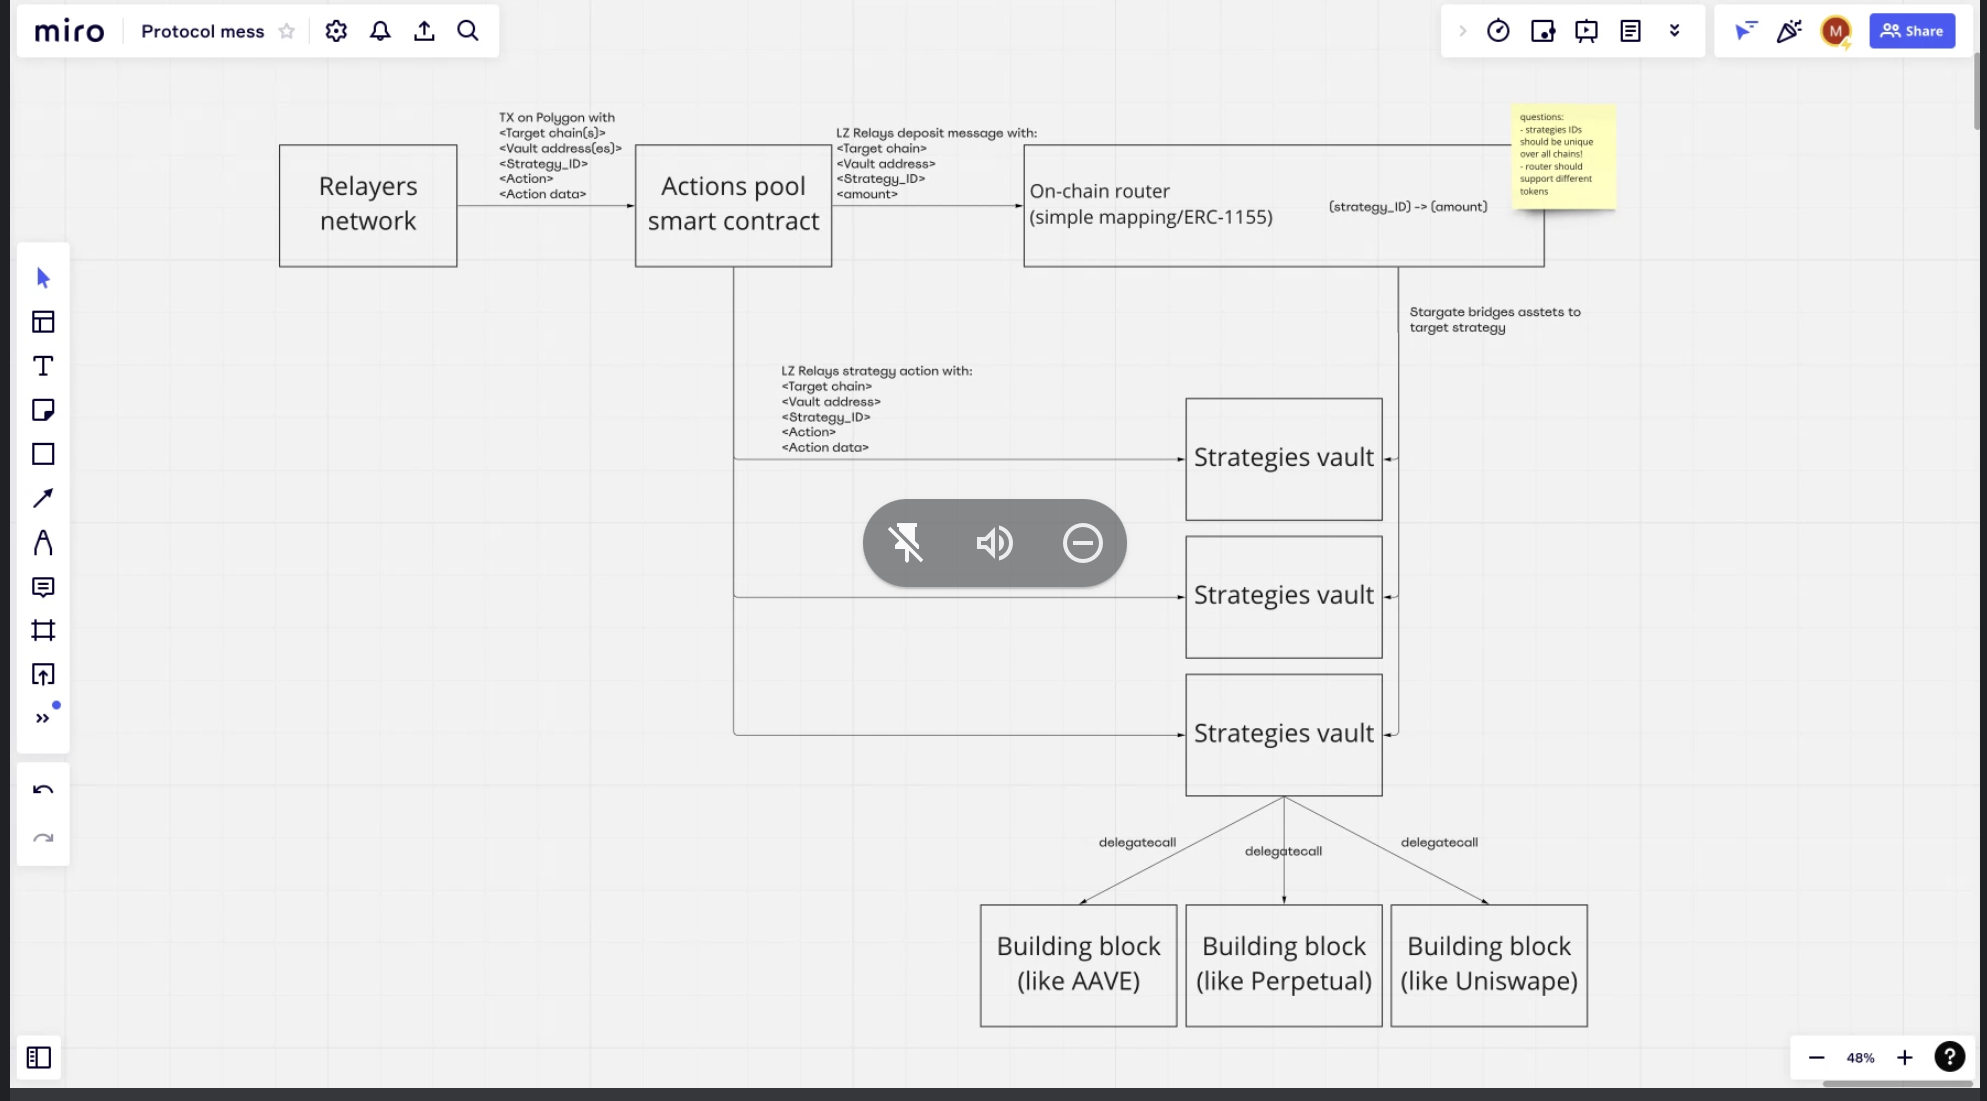 miro
Protocol mess
M
Share
TX on Polygon with
<Target chain(s)>
<Vault address(es)>
<Strategy_ID>
<Action>
<Action data>
Relayers
network
Actions pool
smart contract
LZ Relays deposit message with:
<Target chain>
<Vault address>
<Strategy_ID>
<amount>
On-chain router
(simple mapping/ERC-1155)
(strategy_ID) -> (amount)
questions:
- strategies IDs
should be unique
over all chains!
- router should
support different
tokens
Stargate bridges asstets to
target strategy
LZ Relays strategy action with:
<Target chain>
<Vault address>
<Strategy_ID>
<Action>
<Action data>
Strategies vault
Strategies vault
Strategies vault
delegatecall
delegatecall
delegatecall
Building block
(like AAVE)
Building block
(like Perpetual)
Building block
(like Uniswape)
48%
?